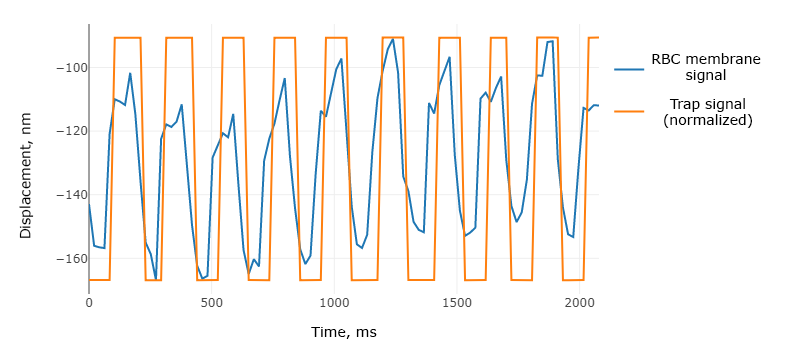 −100
−120
−140
−160
0
500
1000
1500
2000
Displacement, nm
Time, ms
RBC membrane
signal
Trap signal
(normalized)